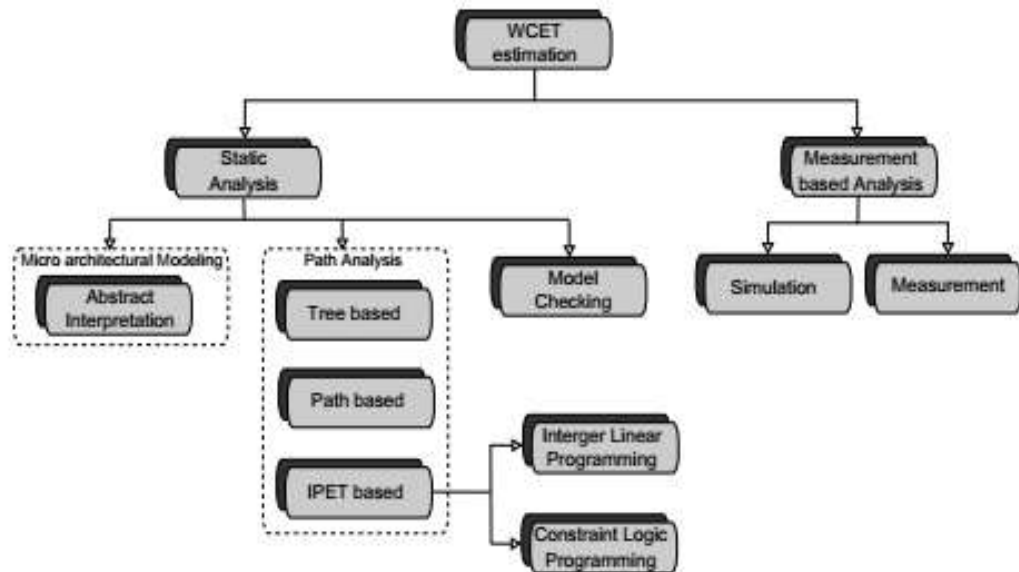 WCET
estimation
Static
Analysis
Measurement
based Analysis
Micro architectural Modeling
Abstract
Interpretation
Path Analysis
Tree based
Path based
IPET based
Model
Checking
Simulation
Measurement
Interger Linear
Programming
Constraint Logic
Programming